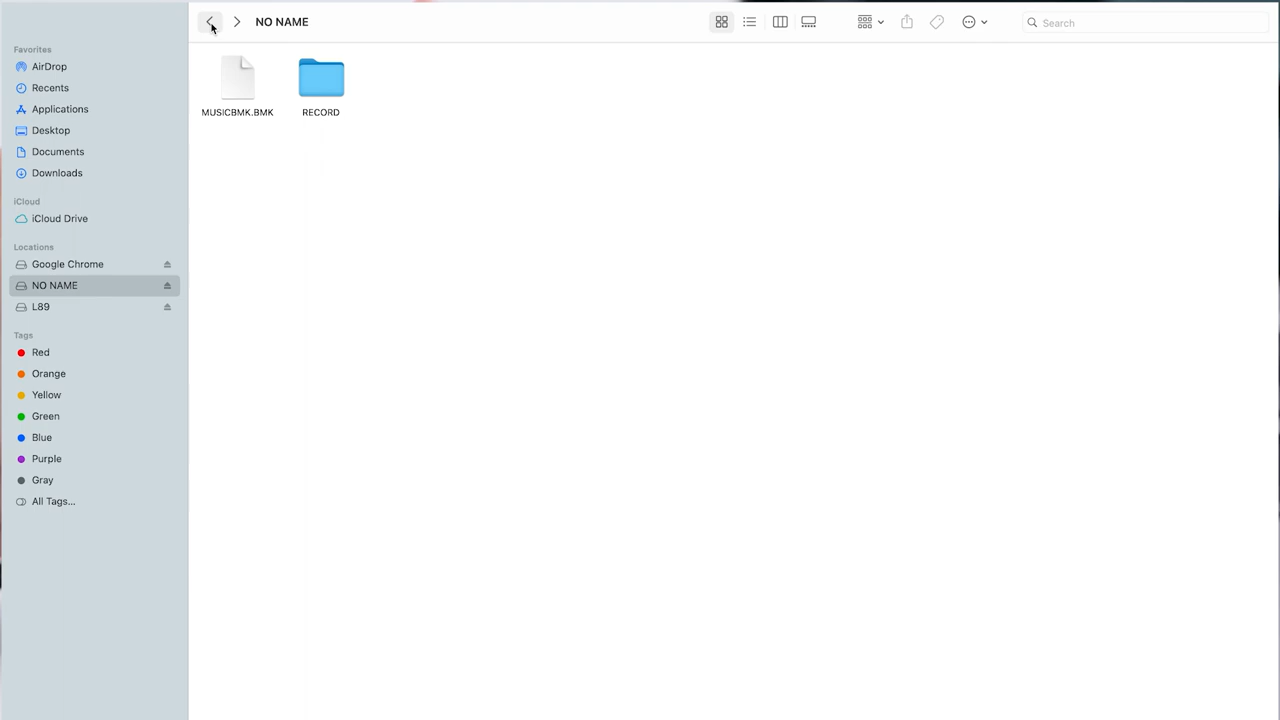 NO NAME
Search
Favorites
AirDrop
Recents
Applications
Desktop
Documents
Downloads
iCloud
iCloud Drive
Locations
Google Chrome
NO NAME
L89
Tags
Red
Orange
Yellow
Green
Blue
Purple
Gray
All Tags...
MUSICBMK.BMK
RECORD